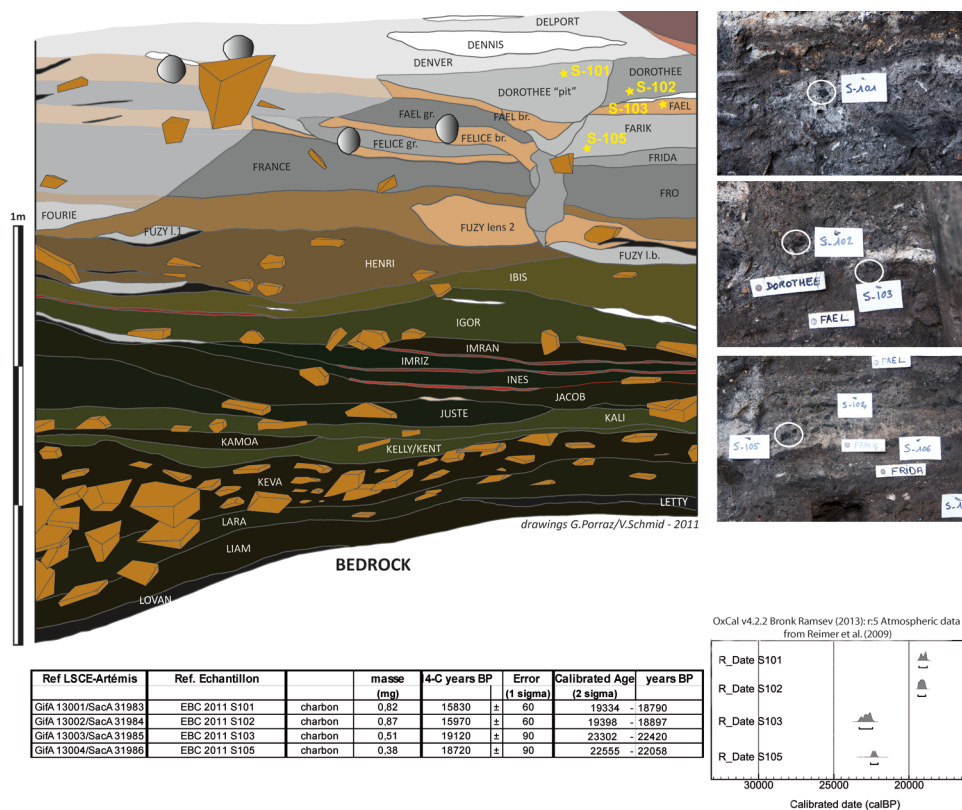 DELPORT
DENNIS
DENVER
S-101
DOROTHEE
DOROTHEE "pit"
S-102
S-103
FAEL
FAEL gr.
FAEL br.
FARIK
S-105
FELICE br.
FELICE gr.
FRIDA
FRANCE
FRO
1m
FOURIE
FUZY l.1
FUZY lens 2
FUZY l.b.
HENRI
IBIS
IGOR
IMRAN
IMRIZ
INES
JACOB
JUSTE
KALI
KAMOA
KELLY/KENT
KEVA
LETTY
LARA
LIAM
LOVAN
drawings G.Porraz/V.Schmid - 2011
BEDROCK
S-101
S-102
DOROTHEE
S-103
FAEL
FAEL
S-102
S-105
S-106
FRIDA
OxCal v4.2.2 Bronk Ramsev (2013): r:5 Atmospheric data
from Reimer et al. (2009)
R_Date S101
R_Date S102
R_Date S103
R_Date S105
30000 25000 20000
Calibrated date (calBP)
Ref LSCE-Artémis Ref. Echantillon masse 14-C years BP Error Calibrated Age years BP
(mg) (1 sigma) (2 sigma)
GifA 13001/SacA 31983 EBC 2011 S101 charbon 0,82 15830 ± 60 19334 - 18790
GifA 13002/SacA 31984 EBC 2011 S102 charbon 0,87 15970 ± 60 19398 - 18897
GifA 13003/SacA 31985 EBC 2011 S103 charbon 0,51 19120 ± 90 23302 - 22420
GifA 13004/SacA 31986 EBC 2011 S105 charbon 0,38 18720 ± 90 22555 - 22058